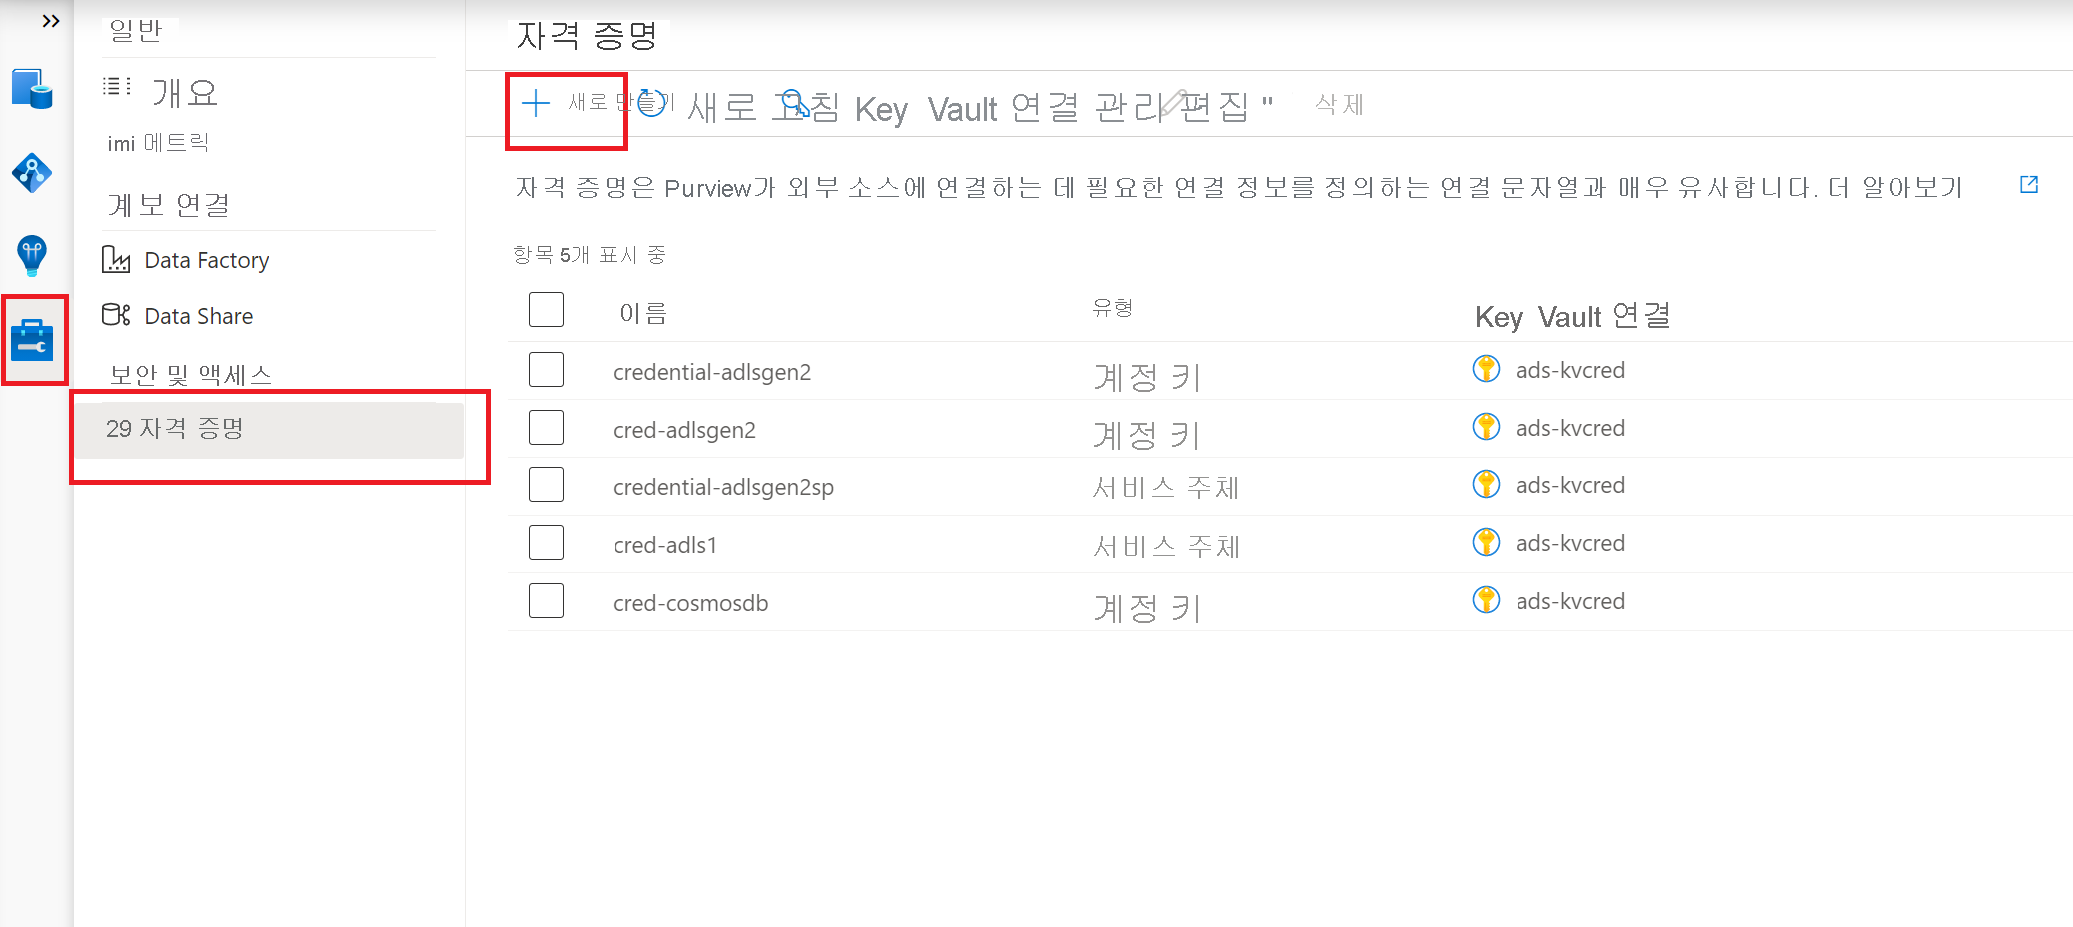 일반
개요
imi 메트릭
계보 연결
Data Factory
Data Share
보안 및 액세스
29 자격 증명
자격 증명
새로 만들기 새로 고침 Key Vault 연결 관리 편집 " 삭제
자격 증명은 Purview가 외부 소스에 연결하는 데 필요한 연결 정보를 정의하는 연결 문자열과 매우 유사합니다. 더 알아보기
항목 5개 표시 중
이름 유형 Key Vault 연결
credential-adlsgen2 계정 키 ads-kvcred
cred-adlsgen2 계정 키 ads-kvcred
credential-adlsgen2sp 서비스 주체 ads-kvcred
cred-adls1 서비스 주체 ads-kvcred
cred-cosmosdb 계정 키 ads-kvcred